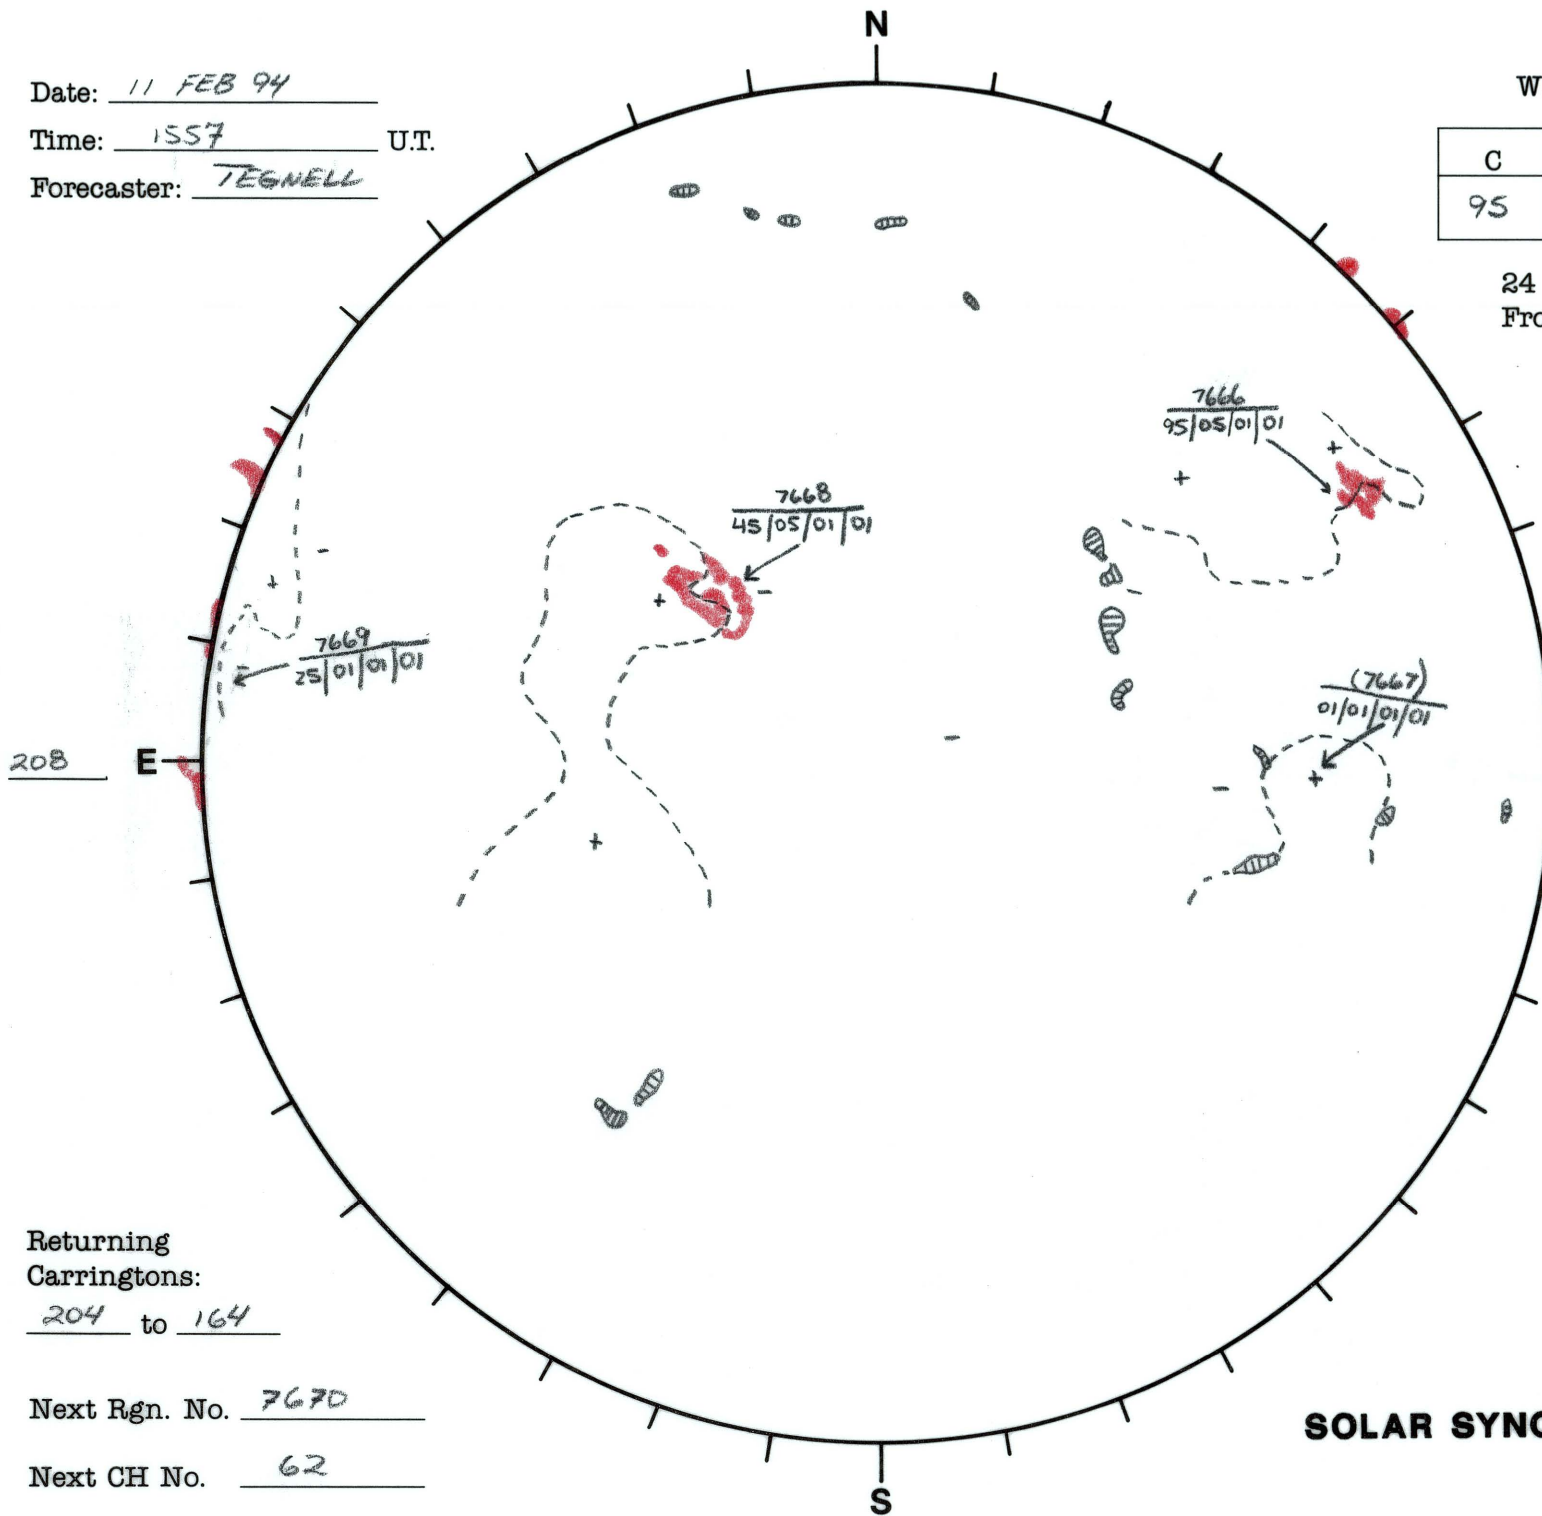 N
Date: 11 FEB 94
Time: 1557 U.T.
Forecaster: TEGNELL
W
C
95
24
Fro
7666
95/05/01/01
7668
45/05/01/01
7669
25/01/01/01
(7667)
01/01/01/01
208
E
Returning
Carringtons:
204 to 164
Next Rgn. No. 7670
Next CH No. 62
SOLAR SYNO
S